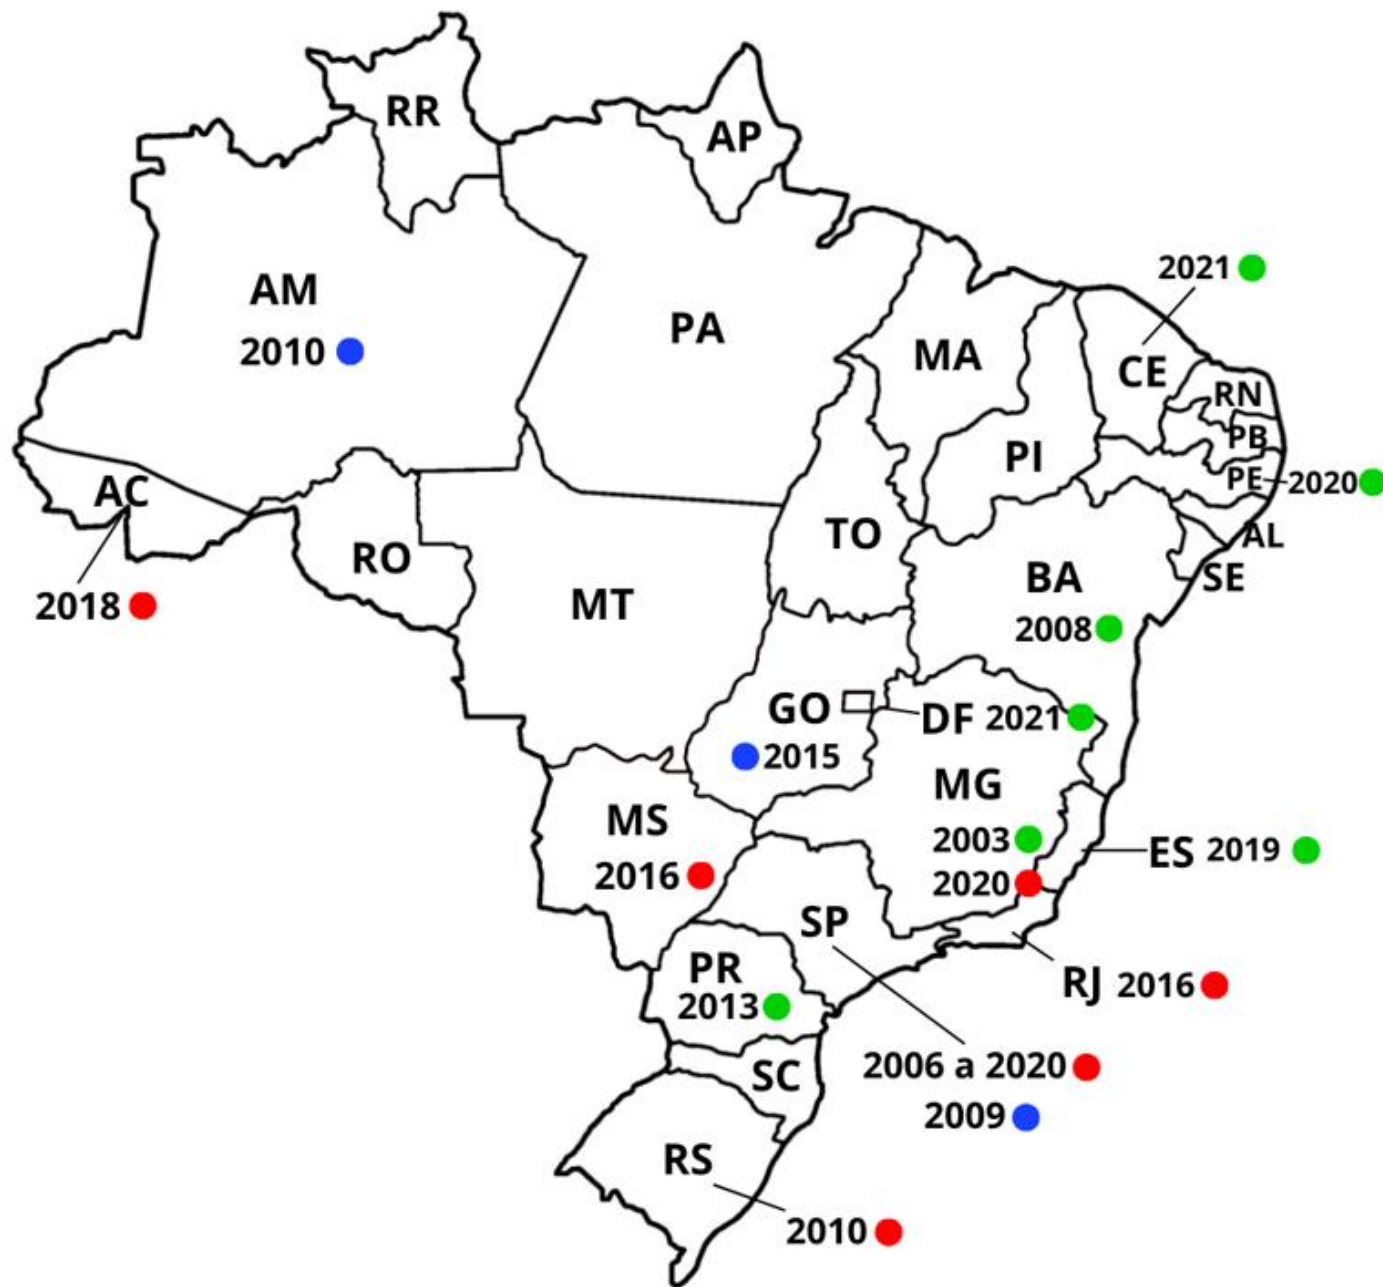 RR
AP
2021
AM
2010
PA
MA
CE
RN
PB
PI
PE
2020
AC
TO
AL
RO
BA
SE
2018
MT
2008
GO
DF 2021
2015
MG
MS
2003
ES 2019
2016
2020
SP
PR
RJ 2016
2013
2006 a 2020
SC
2009
RS
2010